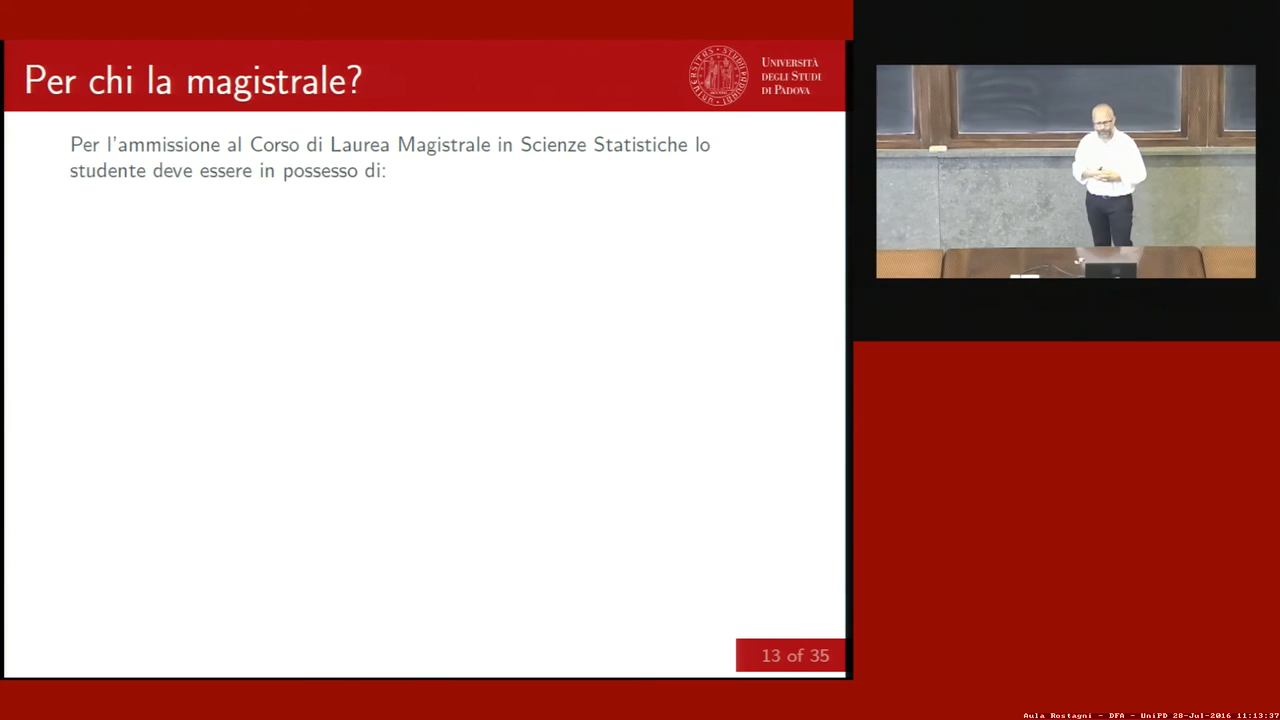 Per chi la magistrale?
UNIVERSITÀ
DEGLI STUDI
DI PADOVA
Per l'ammissione al Corso di Laurea Magistrale in Scienze Statistiche lo
studente deve essere in possesso di:
13 of 35
Aula Rostagni - DFA - UniPD 28-Jul-2016 11:13:37